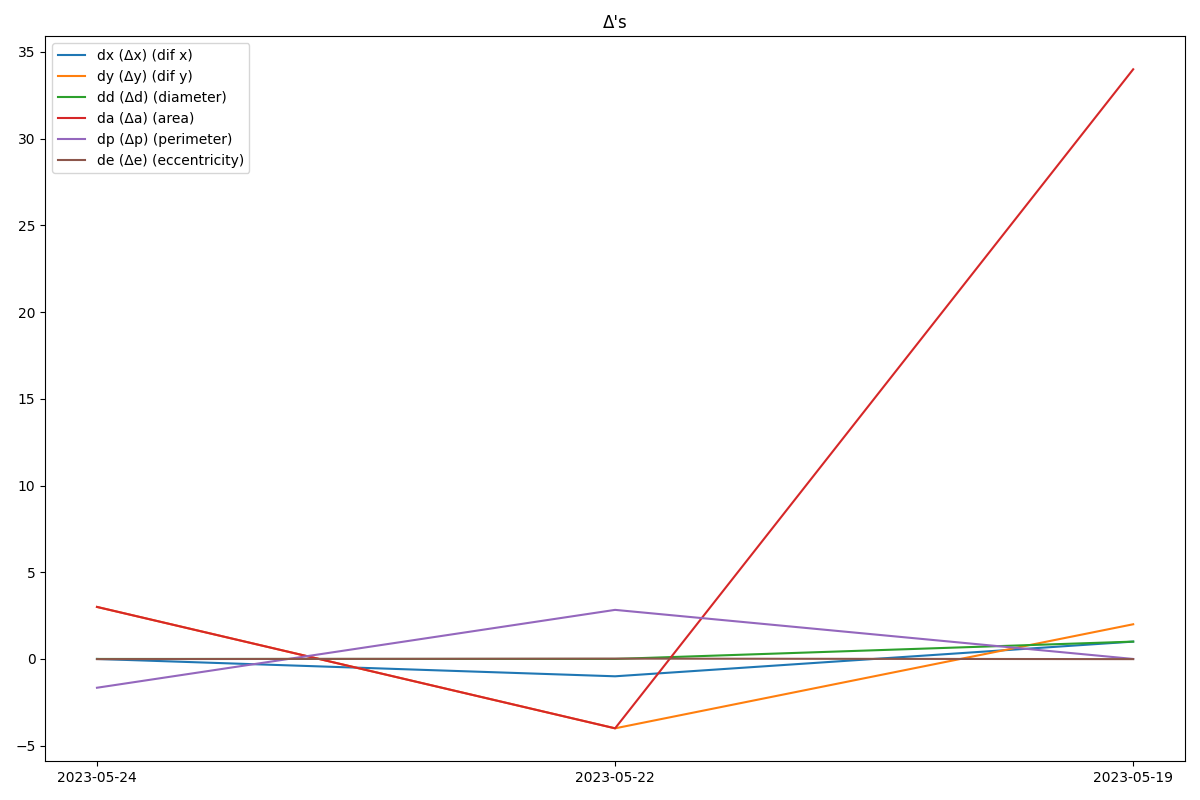 Δ's
dx (Δx) (dif x)
dy (Δy) (dif y)
dd (Δd) (diameter)
da (Δa) (area)
dp (Δp) (perimeter)
de (Δe) (eccentricity)
35
30
25
20
15
10
5
0
−5
2023-05-24 2023-05-22 2023-05-19